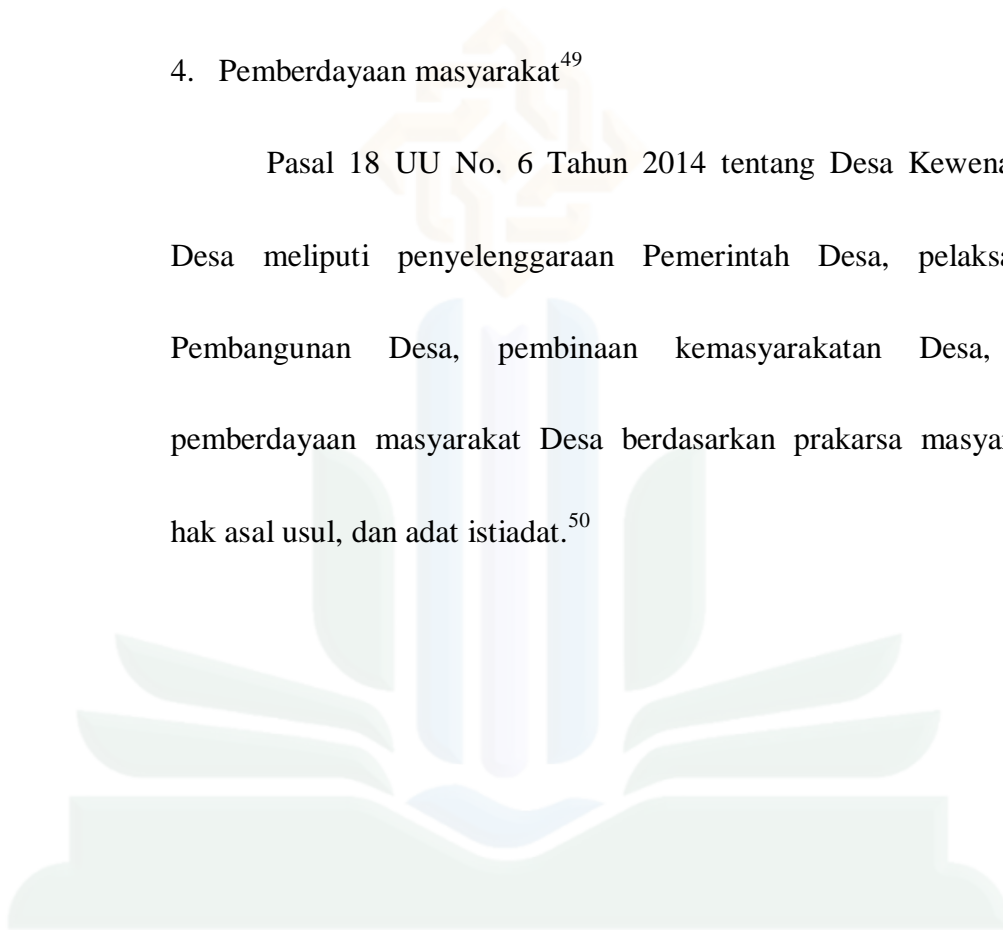 4. Pemberdayaan masyarakat49
Pasal 18 UU No. 6 Tahun 2014 tentang Desa Kewena
Desa meliputi penyelenggaraan Pemerintah Desa, pelaksa
Pembangunan Desa, pembinaan kemasyarakatan Desa,
pemberdayaan masyarakat Desa berdasarkan prakarsa masya
hak asal usul, dan adat istiadat.50